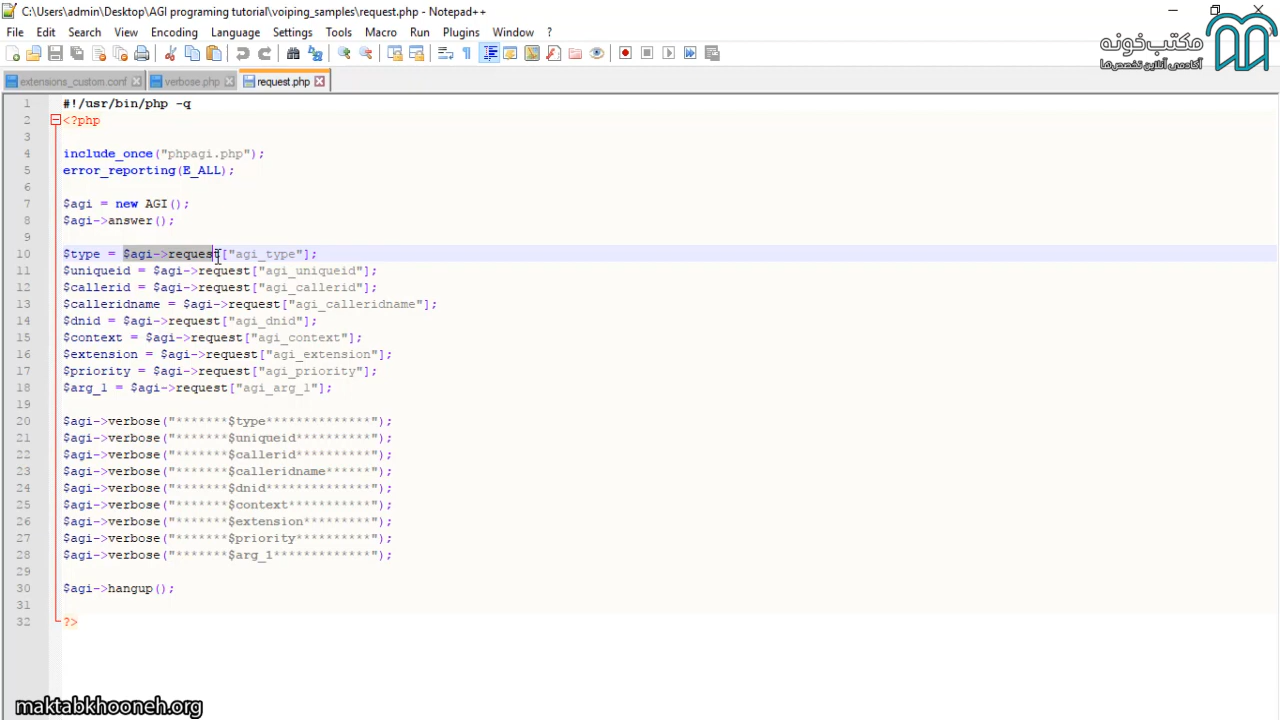 C:\Users\admin\Desktop\AGI programing tutorial\voiping_samples\request.php - Notepad++
File Edit Search View Encoding Language Settings Tools Macro Run Plugins Window ?
مکتب‌خونه
آکادمی آنلاین تخصص‌ها
extensions_custom.conf verbose.php request.php
1 #!/usr/bin/php -q
2 <?php
3
4 include_once("phpagi.php");
5 error_reporting(E_ALL);
6
7 $agi = new AGI();
8 $agi->answer();
9
10 $type = $agi->request["agi_type"];
11 $uniqueid = $agi->request["agi_uniqueid"];
12 $callerid = $agi->request["agi_callerid"];
13 $calleridname = $agi->request["agi_calleridname"];
14 $dnid = $agi->request["agi_dnid"];
15 $context = $agi->request["agi_context"];
16 $extension = $agi->request["agi_extension"];
17 $priority = $agi->request["agi_priority"];
18 $arg_1 = $agi->request["agi_arg_1"];
19
20 $agi->verbose("*******$type**************");
21 $agi->verbose("*******$uniqueid**********");
22 $agi->verbose("*******$callerid**********");
23 $agi->verbose("*******$calleridname******");
24 $agi->verbose("*******$dnid**************");
25 $agi->verbose("*******$context***********");
26 $agi->verbose("*******$extension*********");
27 $agi->verbose("*******$priority**********");
28 $agi->verbose("*******$arg_1*************");
29
30 $agi->hangup();
31
32 ?>
maktabkhooneh.org